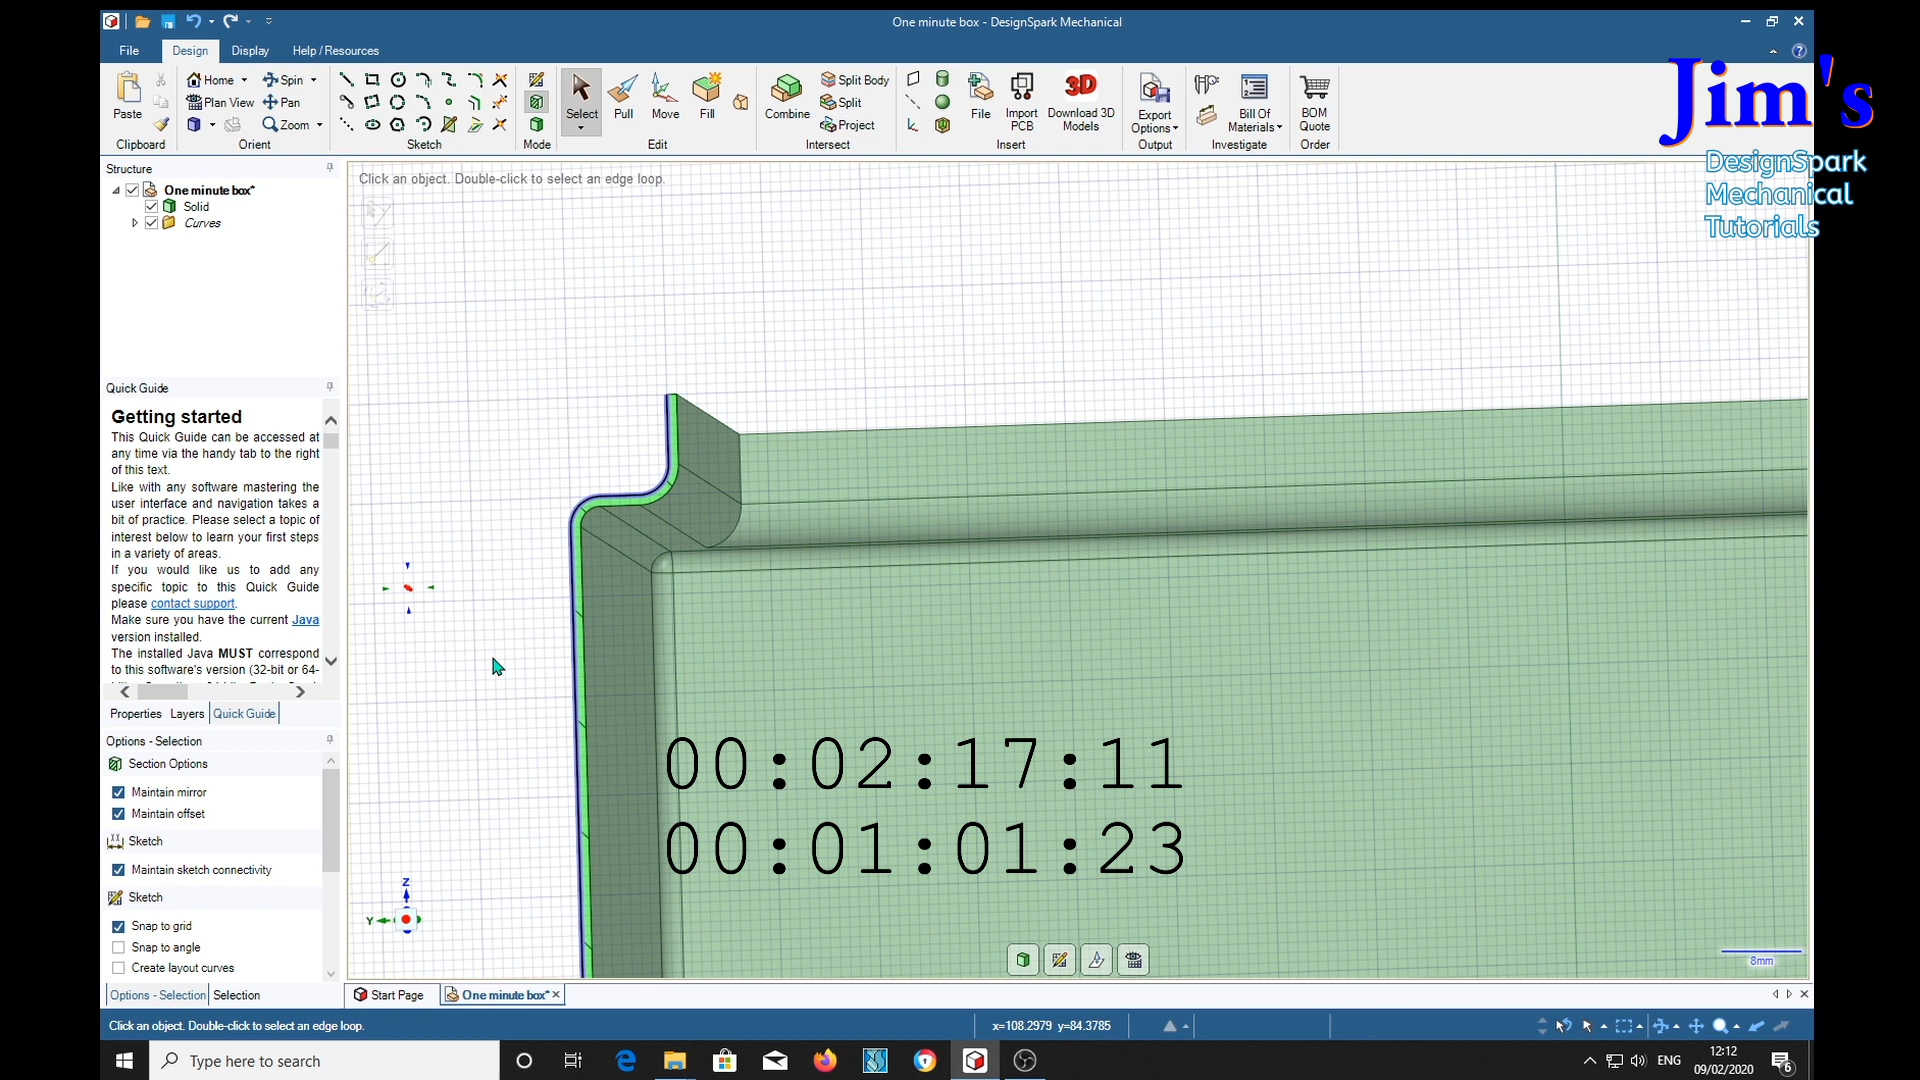 One minute box - DesignSpark Mechanical
File
Design
Display
Help / Resources
Home
Spin
Plan View
Pan
Zoom
Paste
Select
Pull
Move
Fill
Combine
Split Body
Split
Project
File
Import
PCB
Download 3D
Models
3D
Export
Options
Bill Of
Materials
BOM
Quote
Clipboard
Orient
Sketch
Mode
Edit
Intersect
Insert
Output
Investigate
Order
Jim's
DesignSpark
Mechanical
Tutorials
Structure
One minute box*
Solid
Curves
Click an object. Double-click to select an edge loop.
Quick Guide
Getting started
This Quick Guide can be accessed at
any time via the handy tab to the right
of this text.
Like with any software mastering the
user interface and navigation takes a
bit of practice. Please select a topic of
interest below to learn your first steps
in a variety of areas.
If you would like us to add any
specific topic to this Quick Guide
please contact support.
Make sure you have the current Java
version installed.
The installed Java MUST correspond
to this software's version (32-bit or 64-
Properties
Layers
Quick Guide
Options - Selection
Section Options
Maintain mirror
Maintain offset
Sketch
Maintain sketch connectivity
Sketch
Snap to grid
Snap to angle
Create layout curves
Options - Selection
Selection
00:02:17:11
00:01:01:23
Z
Y
8mm
Start Page
One minute box*
Click an object. Double-click to select an edge loop.
x=108.2979 y=84.3785
Type here to search
ENG
12:12
09/02/2020
6